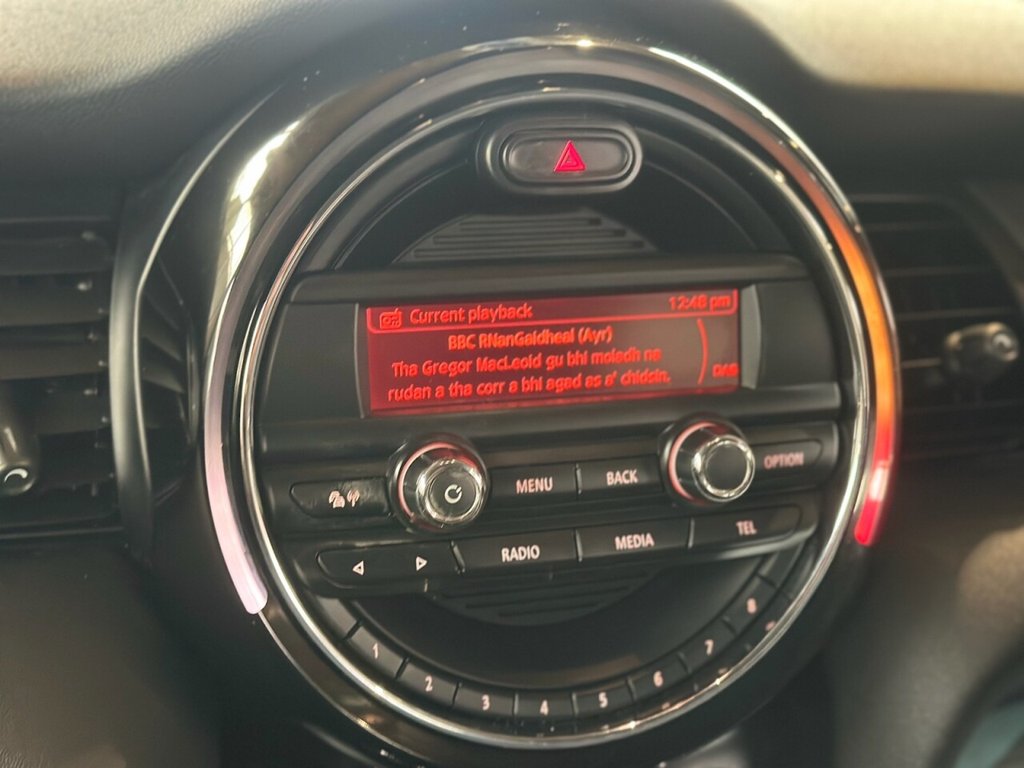 Current playback 12:48 pm
BBC RNanGaidheal (Ayr)
Tha Gregor MacLeoid gu bhi moladh na
rudan a tha corr a bhi agad as a' chidsin.
DAB
MENU BACK OPTION
RADIO MEDIA TEL
1 2 3 4 5 6 7 8